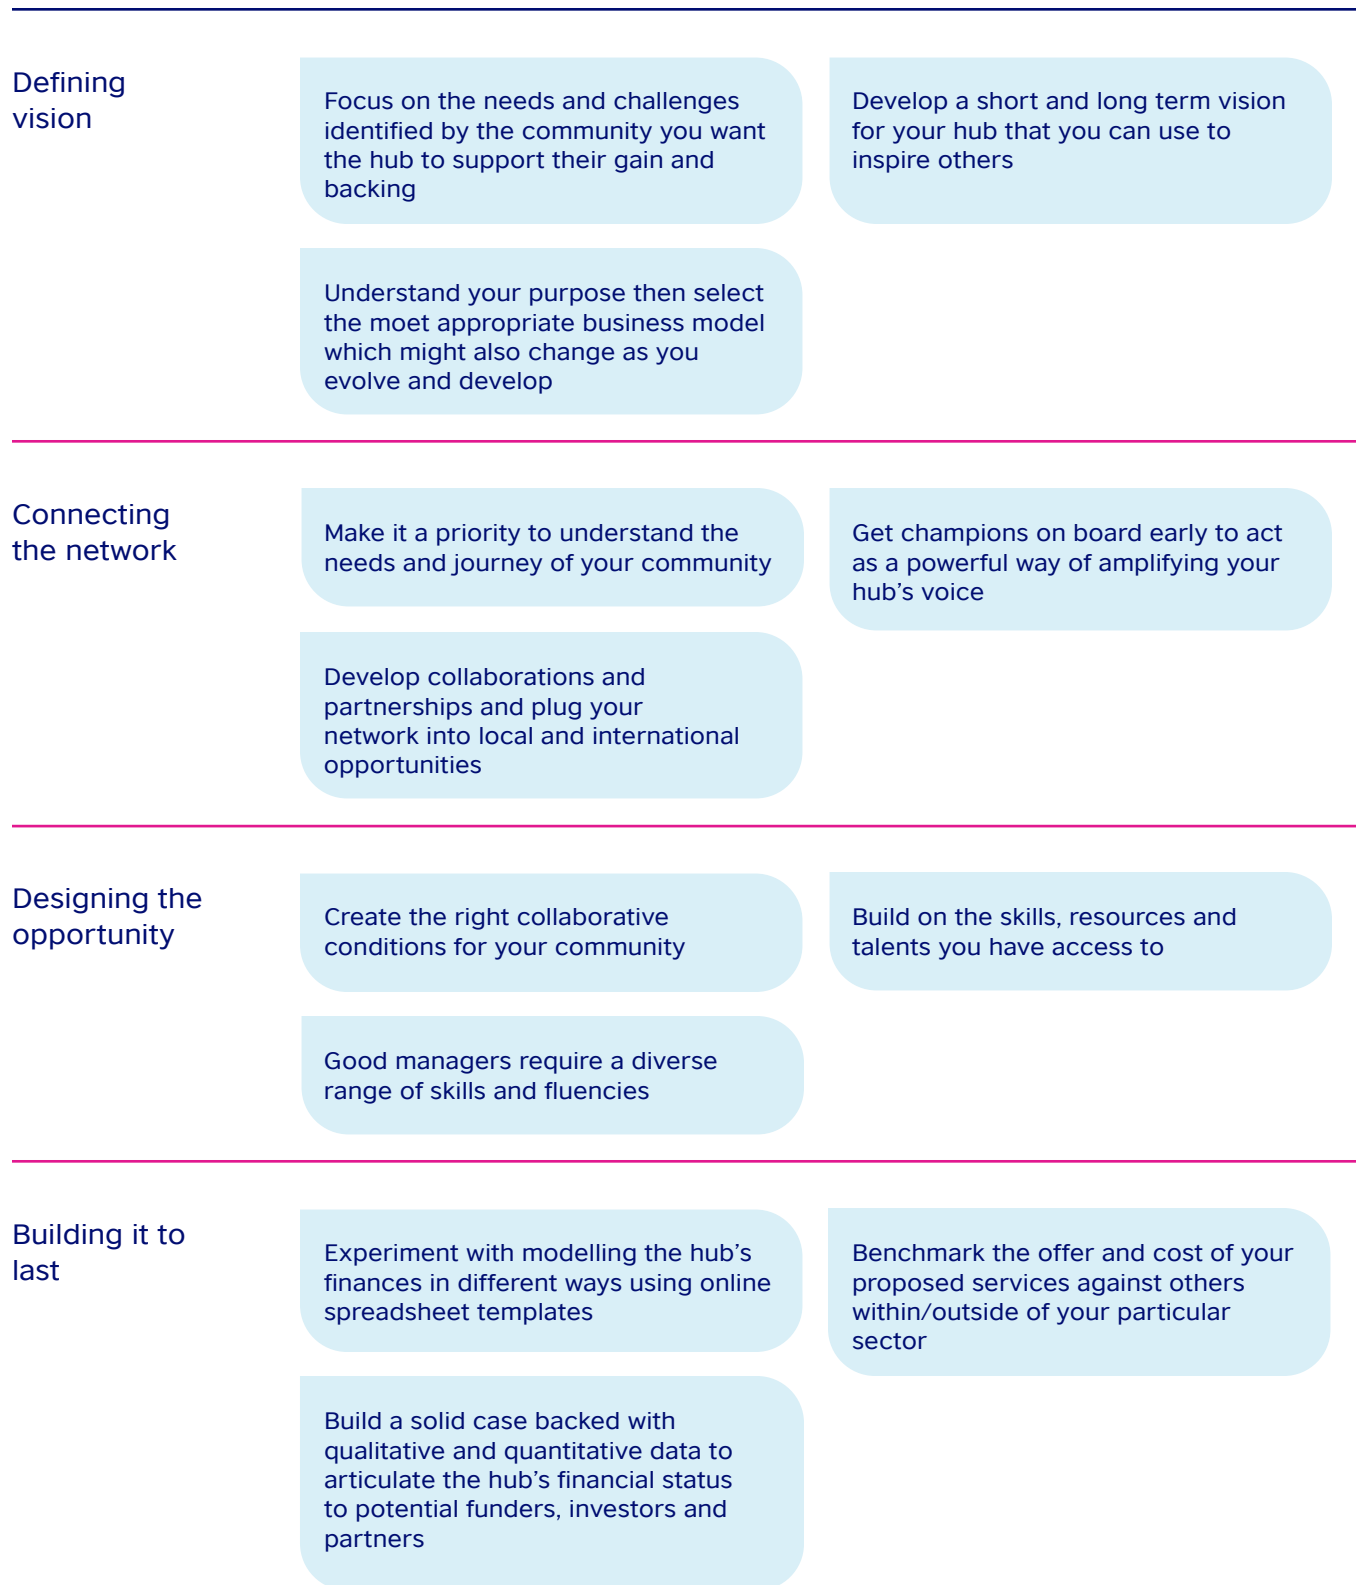 Defining
vision
Focus on the needs and challenges
identified by the community you want
the hub to support their gain and
backing
Develop a short and long term vision
for your hub that you can use to
inspire others
Understand your purpose then select
the moet appropriate business model
which might also change as you
evolve and develop
Connecting
the network
Make it a priority to understand the
needs and journey of your community
Get champions on board early to act
as a powerful way of amplifying your
hub’s voice
Develop collaborations and
partnerships and plug your
network into local and international
opportunities
Designing the
opportunity
Create the right collaborative
conditions for your community
Build on the skills, resources and
talents you have access to
Good managers require a diverse
range of skills and fluencies
Building it to
last
Experiment with modelling the hub’s
finances in different ways using online
spreadsheet templates
Benchmark the offer and cost of your
proposed services against others
within/outside of your particular
sector
Build a solid case backed with
qualitative and quantitative data to
articulate the hub’s financial status
to potential funders, investors and
partners